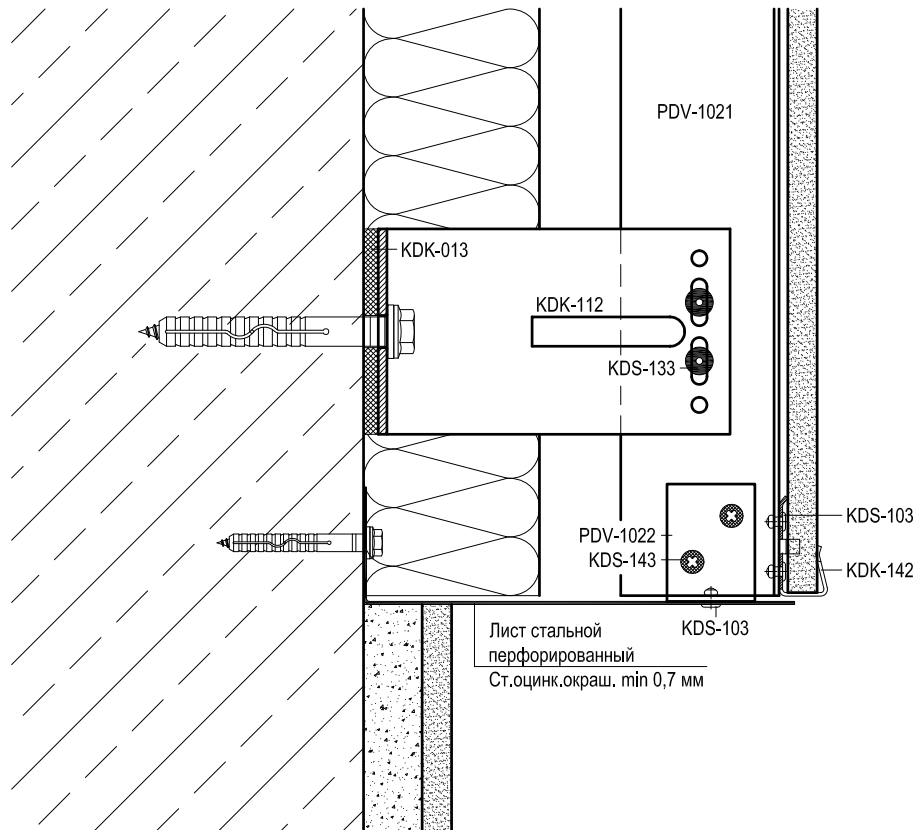 PDV-1021
KDK-013
KDK-112
KDS-133
KDS-103
PDV-1022
KDS-143
KDK-142
KDS-103
Лист стальной
перфорированный
Ст.оцинк.окраш. min 0,7 мм